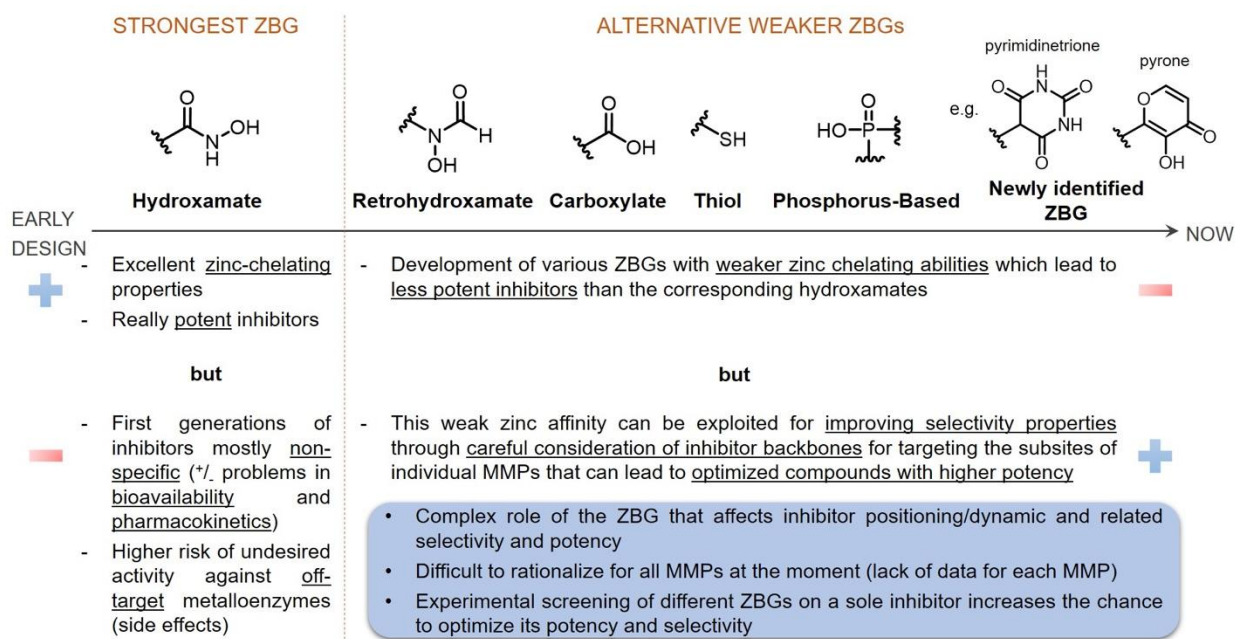 STRONGEST ZBG
ALTERNATIVE WEAKER ZBGs
O
N
H
OH
N
OH
O
H
O
OH
SH
O
HO-P
e.g.
pyrimidinetrione
H
O
N
O
NH
O
pyrone
O
O
OH
Hydroxamate
Retrohydroxamate
Carboxylate
Thiol
Phosphorus-Based
Newly identified
ZBG
EARLY
DESIGN
NOW
- Excellent zinc-chelating
properties
- Really potent inhibitors
but
- First generations of
inhibitors mostly non-
specific (+/- problems in
bioavailability and
pharmacokinetics)
- Higher risk of undesired
activity against off-
target metalloenzymes
(side effects)
- Development of various ZBGs with weaker zinc chelating abilities which lead to
less potent inhibitors than the corresponding hydroxamates
but
- This weak zinc affinity can be exploited for improving selectivity properties
through careful consideration of inhibitor backbones for targeting the subsites of
individual MMPs that can lead to optimized compounds with higher potency
• Complex role of the ZBG that affects inhibitor positioning/dynamic and related
selectivity and potency
• Difficult to rationalize for all MMPs at the moment (lack of data for each MMP)
• Experimental screening of different ZBGs on a sole inhibitor increases the chance
to optimize its potency and selectivity